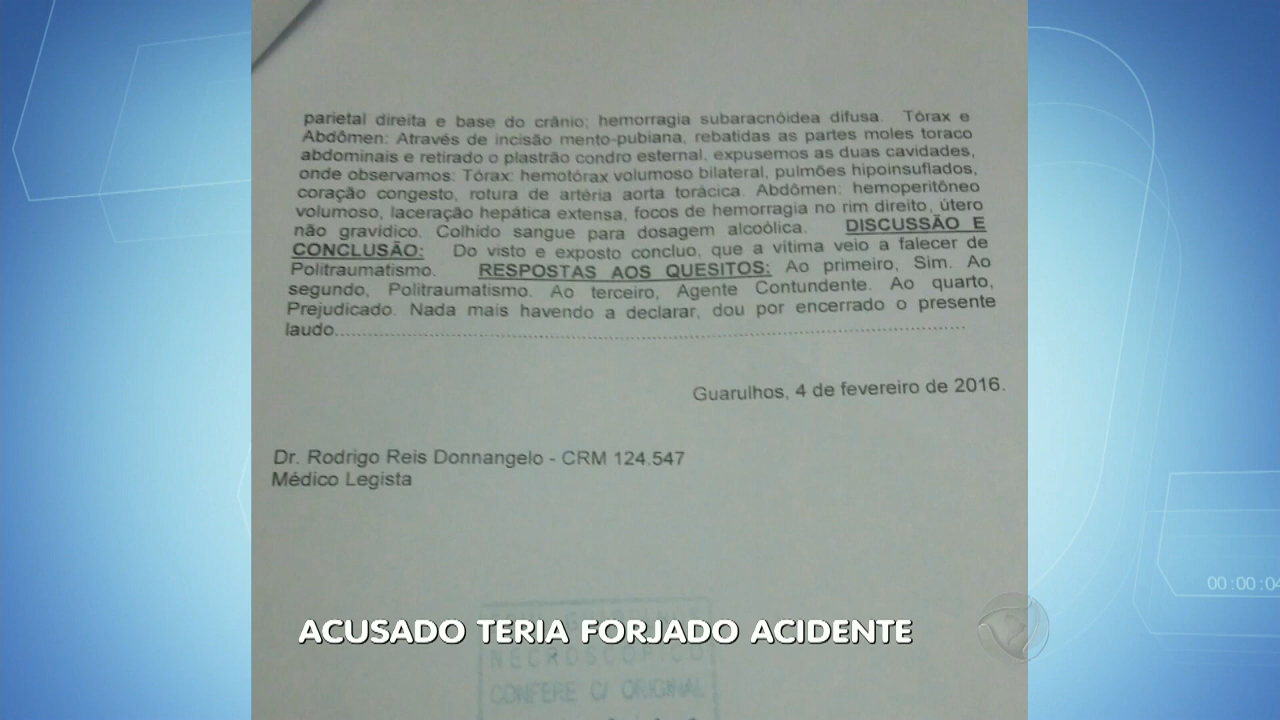 parietal direita e base do crânio; hemorragia subaracnóidea difusa. Tórax e
Abdômen: Através de incisão mento-pubiana, rebatidas as partes moles toraco
abdominais e retirado o plastrão condro esternal, expusemos as duas cavidades,
onde observamos: Tórax: hemotórax volumoso bilateral, pulmões hipoinsuflados,
coração congesto, rotura de artéria aorta torácica. Abdômen: hemoperitôneo
volumoso, laceração hepática extensa, focos de hemorragia no rim direito, útero
não gravídico. Colhido sangue para dosagem alcoólica. DISCUSSÃO E
CONCLUSÃO: Do visto e exposto concluo, que a vítima veio a falecer de
Politraumatismo. RESPOSTAS AOS QUESITOS: Ao primeiro, Sim. Ao
segundo, Politraumatismo. Ao terceiro, Agente Contundente. Ao quarto,
Prejudicado. Nada mais havendo a declarar, dou por encerrado o presente
laudo................................................................................
Guarulhos, 4 de fevereiro de 2016.
Dr. Rodrigo Reis Donnangelo - CRM 124.547
Médico Legista
00:00:04
ACUSADO TERIA FORJADO ACIDENTE
NECROSCÓPICO
CONFERE C/ ORIGINAL